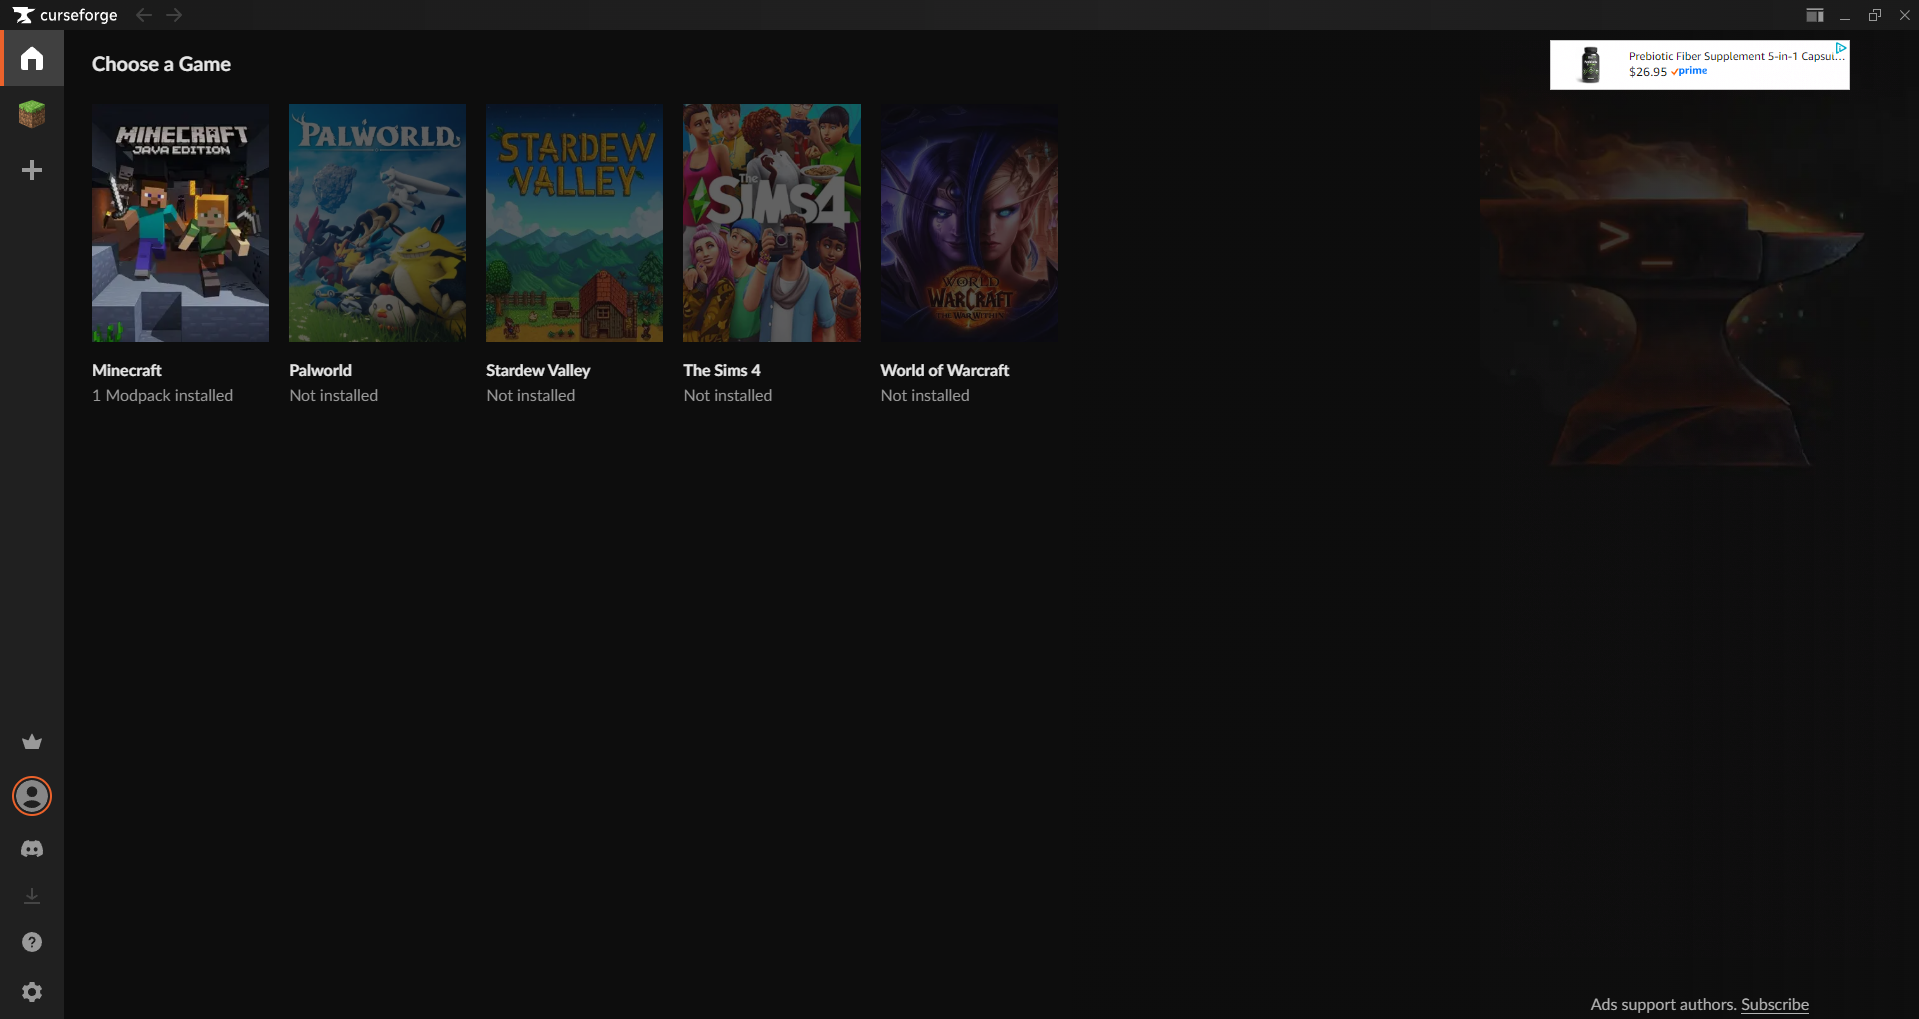 curseforge
Choose a Game
Prebiotic Fiber Supplement 5-in-1 Capsul...
$26.95 prime
MINECRAFT
JAVA EDITION
PALWORLD
STARDEW
VALLEY
The
SIMS4
WORLD
OF
WARCRAFT
THE WAR WITHIN
>_
Minecraft
1 Modpack installed
Palworld
Not installed
Stardew Valley
Not installed
The Sims 4
Not installed
World of Warcraft
Not installed
Ads support authors. Subscribe